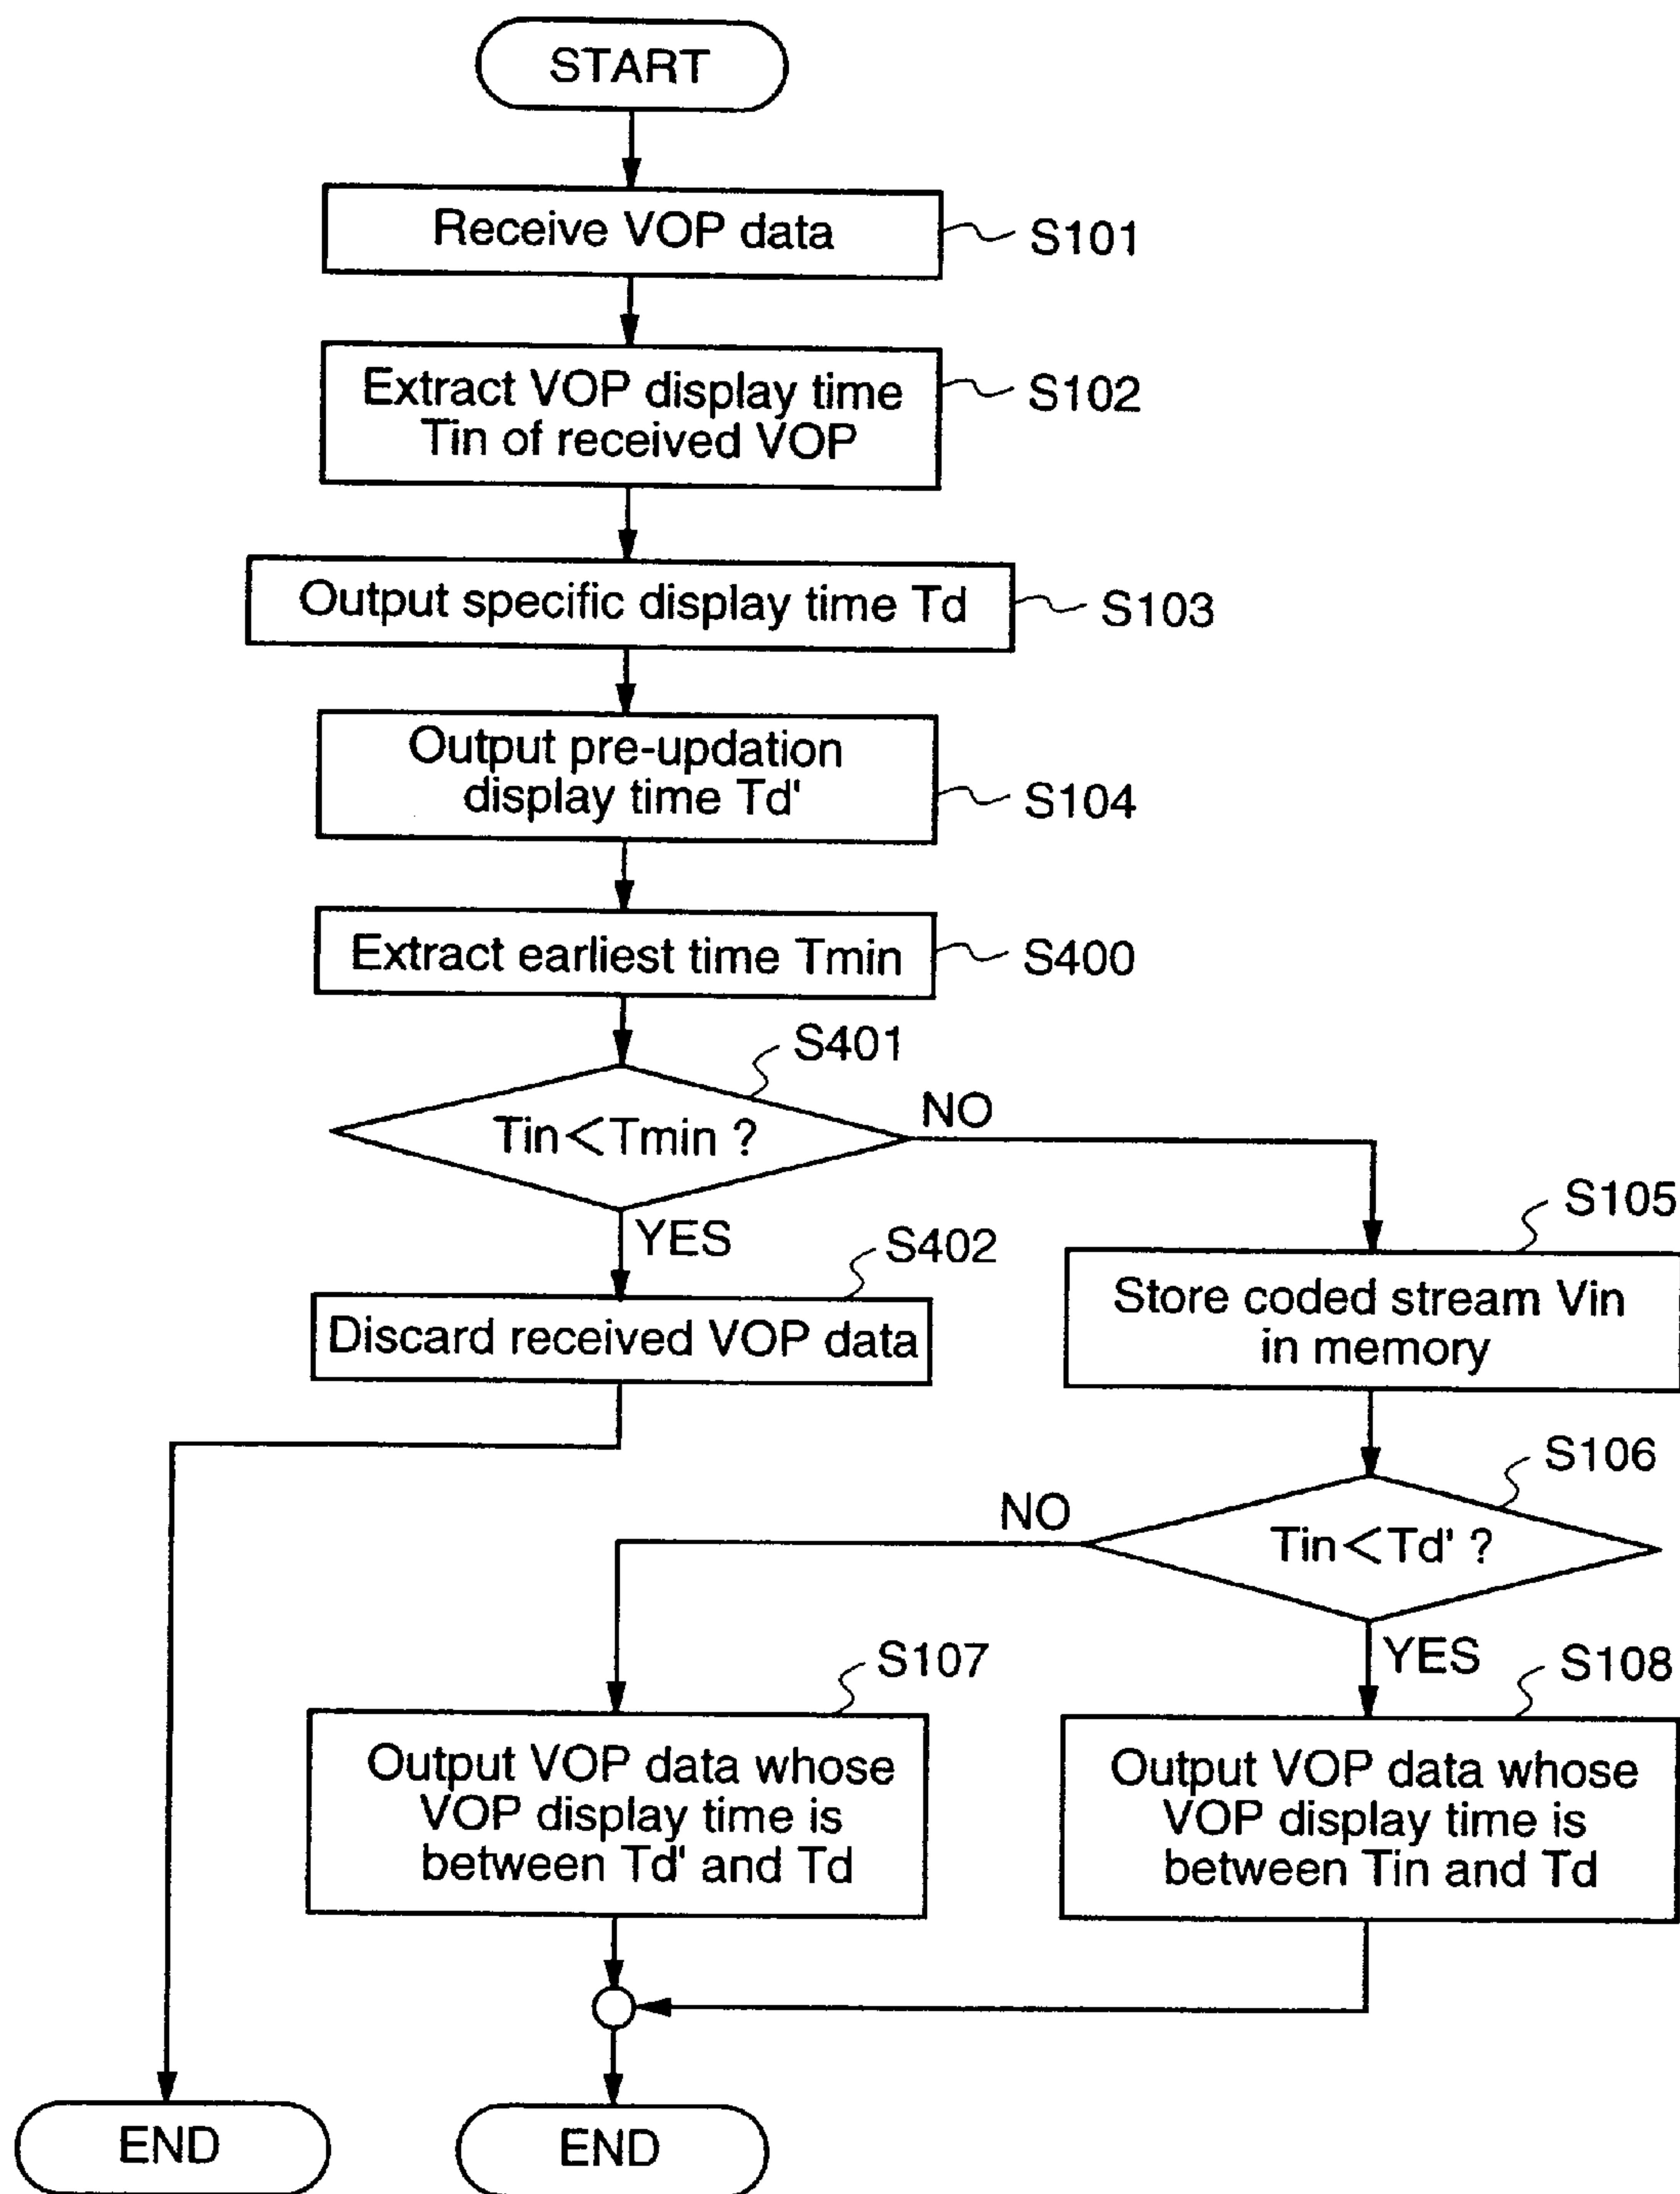 START
Receive VOP data
S101
Extract VOP display time
Tin of received VOP
S102
Output specific display time Td
S103
Output pre-updation
display time Td'
S104
Extract earliest time Tmin
S400
S401
Tin<Tmin ?
NO
YES
S402
Discard received VOP data
S105
Store coded stream Vin
in memory
S106
Tin<Td' ?
NO
YES
S107
Output VOP data whose
VOP display time is
between Td' and Td
S108
Output VOP data whose
VOP display time is
between Tin and Td
END
END